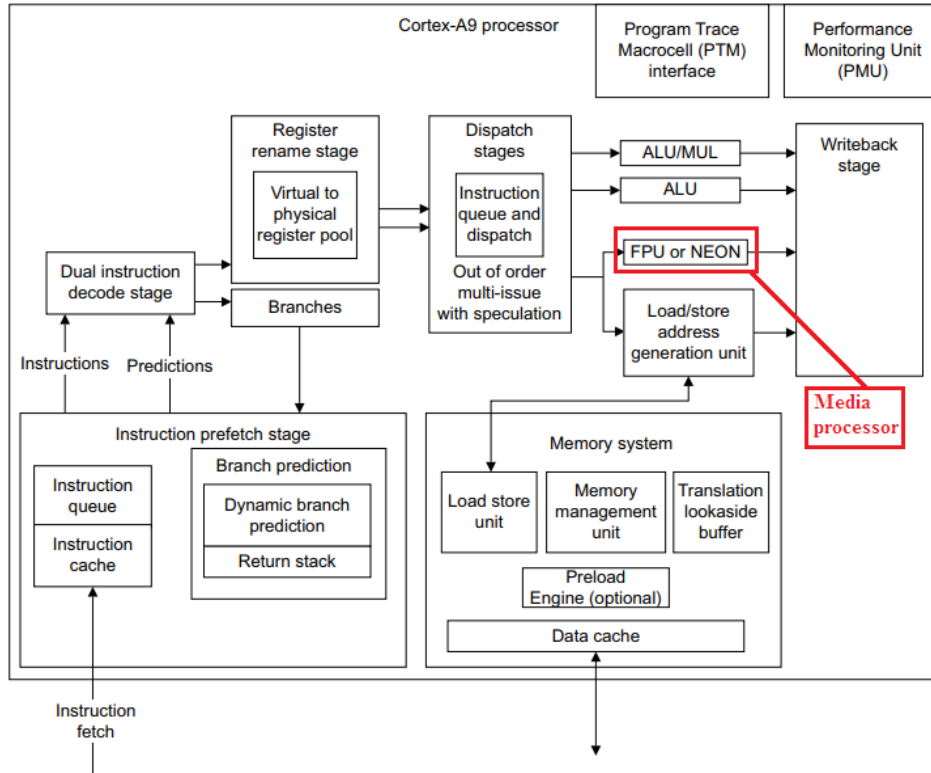 Cortex-A9 processor
Program Trace
Macrocell (PTM)
interface
Performance
Monitoring Unit
(PMU)
Register
rename stage
Virtual to
physical
register pool
Dispatch
stages
Instruction
queue and
dispatch
Out of order
multi-issue
with speculation
ALU/MUL
ALU
FPU or NEON
Load/store
address
generation unit
Writeback
stage
Dual instruction
decode stage
Branches
Instructions
Predictions
Media
processor
Instruction prefetch stage
Instruction
queue
Instruction
cache
Branch prediction
Dynamic branch
prediction
Return stack
Memory system
Load store
unit
Memory
management
unit
Translation
lookaside
buffer
Preload
Engine (optional)
Data cache
Instruction
fetch